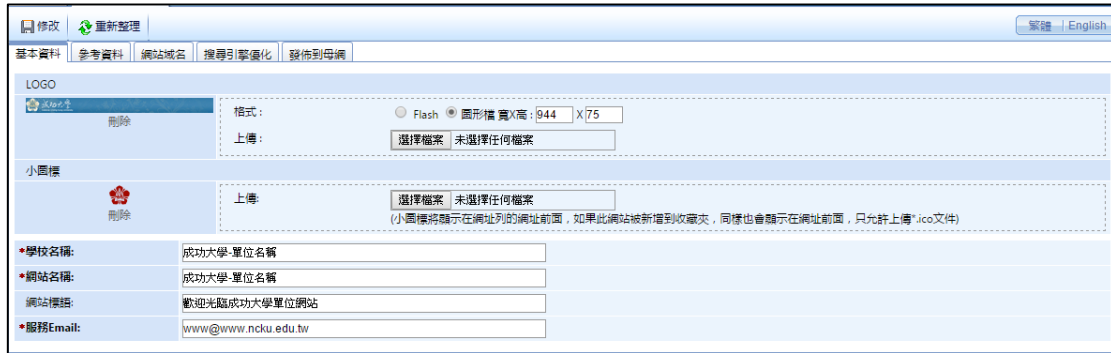 修改 重新整理 繁體 | English
基本資料 參考資料 網站域名 搜尋引擎優化 發佈到母網
LOGO
成功大學
刪除
格式: Flash 圖形檔 寬X高: 944 X 75
上傳: 選擇檔案 未選擇任何檔案
小圖標
刪除
上傳: 選擇檔案 未選擇任何檔案
(小圖標將顯示在網址列的網址前面,如果此網站被新增到收藏夾,同樣也會顯示在網址前面,只允許上傳*.ico文件)
*學校名稱: 成功大學-單位名稱
*網站名稱: 成功大學-單位名稱
網站標語: 歡迎光臨成功大學單位網站
*服務Email: www@www.ncku.edu.tw